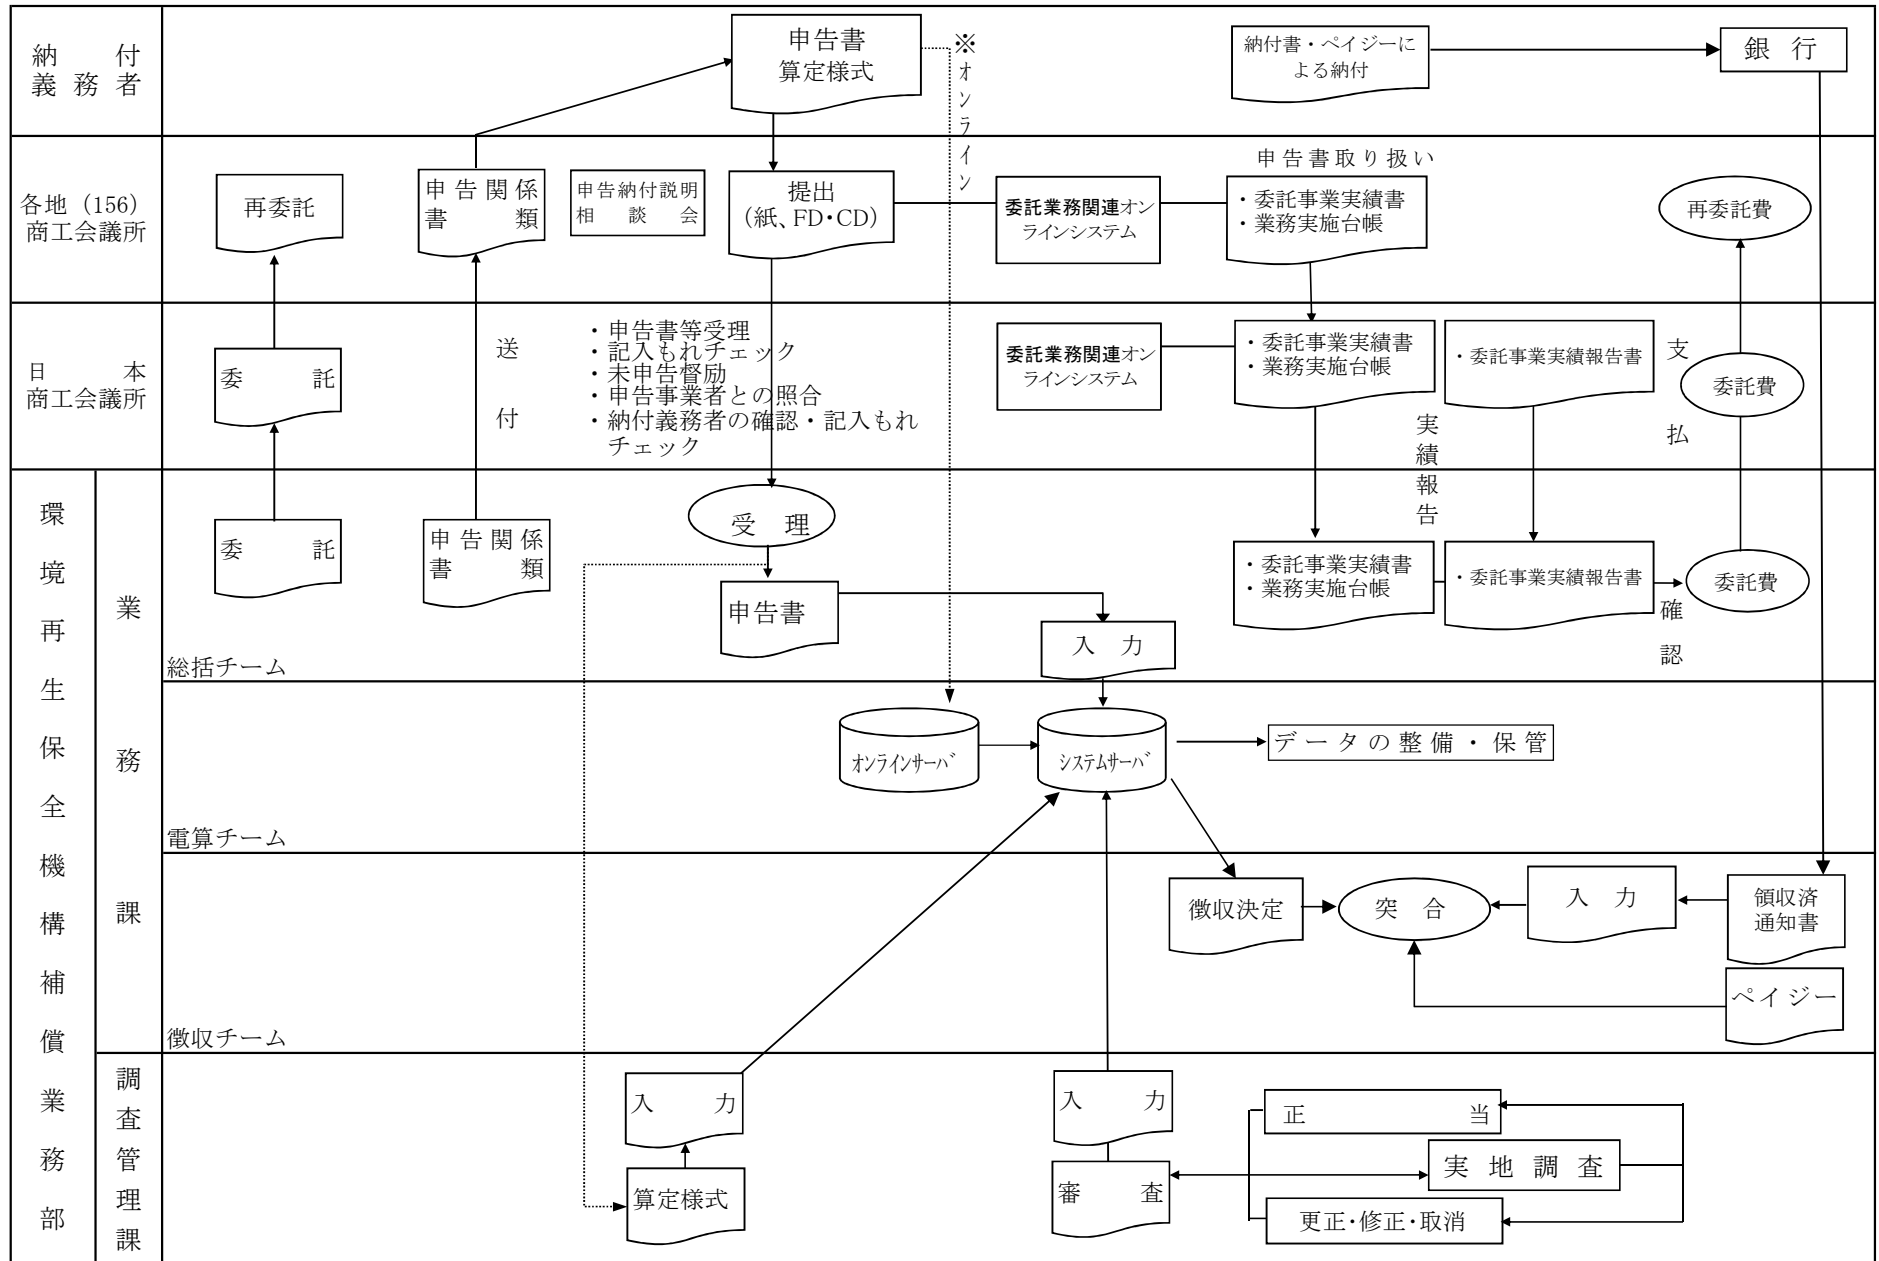 納付
義務者
申告書
算定様式
※オンライン
納付書・ペイジーに
よる納付
銀行
各地（156）
商工会議所
再委託
申告関係
書類
申告納付説明
相談会
提出
（紙、FD・CD）
委託業務関連オン
ラインシステム
申告書取り扱い
・委託事業実績書
・業務実施台帳
再委託費
日本
商工会議所
委託
送付
・申告書等受理
・記入もれチェック
・未申告督励
・申告事業者との照合
・納付義務者の確認・記入もれ
チェック
委託業務関連オン
ラインシステム
・委託事業実績書
・業務実施台帳
・委託事業実績報告書
実績報告
支払
委託費
環境再生保全機構補償業務部
業務課
委託
申告関係
書類
受理
申告書
入力
・委託事業実績書
・業務実施台帳
・委託事業実績報告書
確認
委託費
総括チーム
オンラインサーバ
システムサーバ
データの整備・保管
電算チーム
徴収決定
突合
入力
領収済
通知書
ペイジー
徴収チーム
調査管理課
入力
算定様式
入力
審査
正当
実地調査
更正・修正・取消